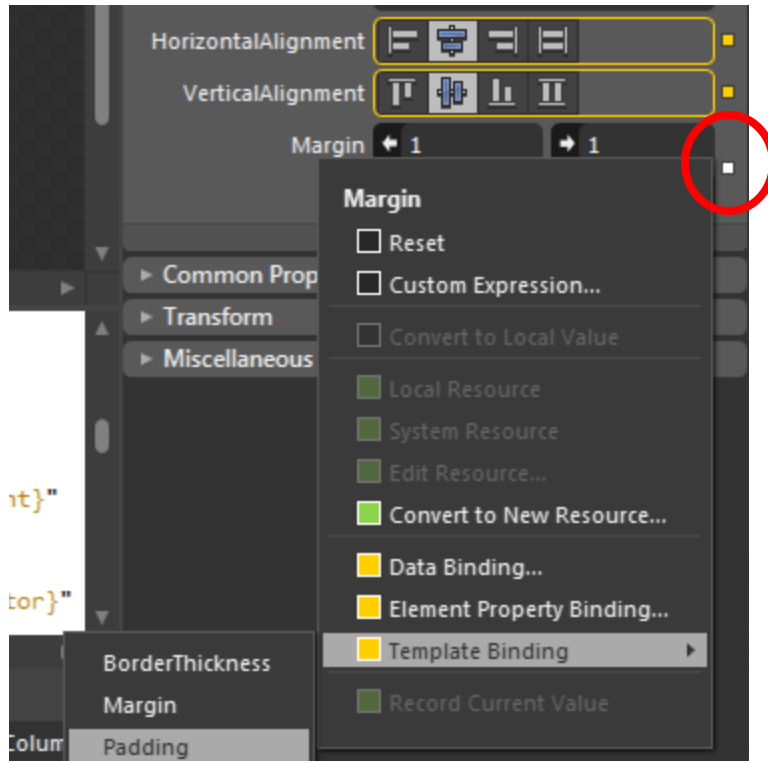 HorizontalAlignment
VerticalAlignment
Margin 1 1
Margin
Reset
Custom Expression...
Common Prop
Transform
Convert to Local Value
Miscellaneous
Local Resource
System Resource
Edit Resource...
nt}"
Convert to New Resource...
Data Binding...
tor}"
Element Property Binding...
Template Binding
BorderThickness
Margin
Record Current Value
Colum
Padding